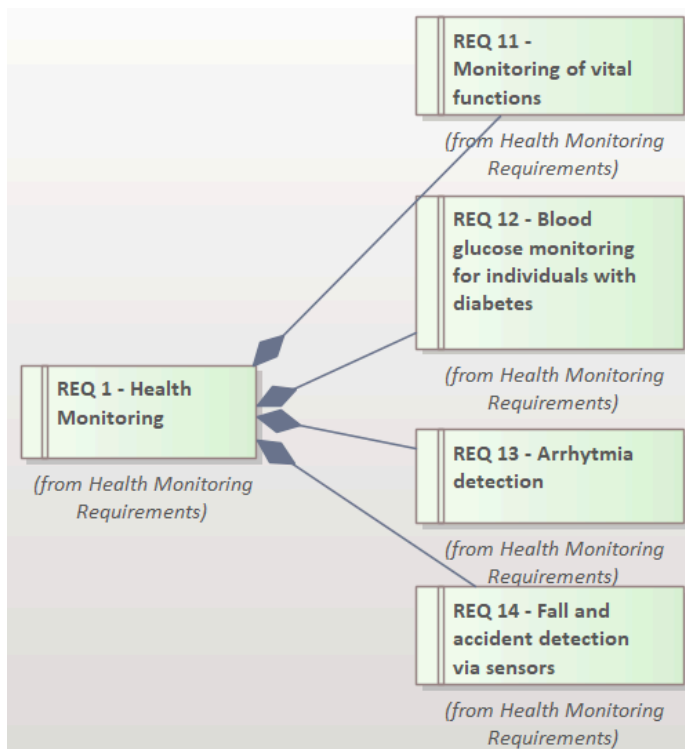 REQ 11 -
Monitoring of vital
functions
(from Health Monitoring
Requirements)
REQ 12 - Blood
glucose monitoring
for individuals with
diabetes
(from Health Monitoring
Requirements)
REQ 1 - Health
Monitoring
(from Health Monitoring
Requirements)
REQ 13 - Arrhytmia
detection
(from Health Monitoring
Requirements)
REQ 14 - Fall and
accident detection
via sensors
(from Health Monitoring
Requirements)